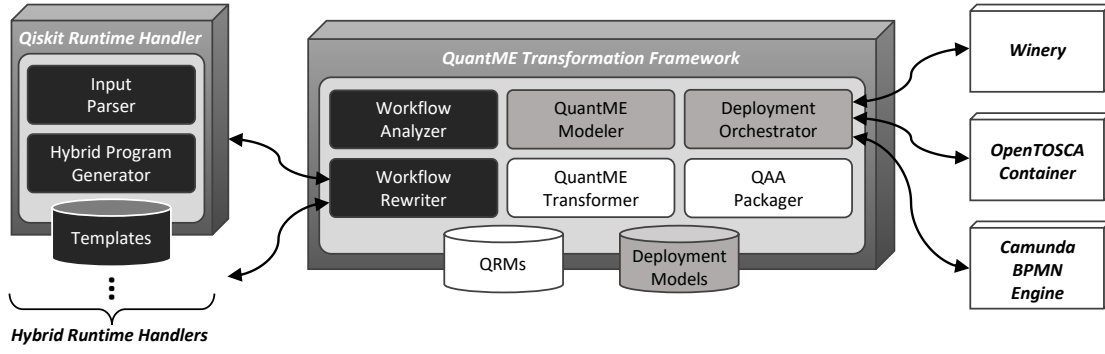 Qiskit Runtime Handler
Input
Parser
Hybrid Program
Generator
Templates
Hybrid Runtime Handlers
QuantME Transformation Framework
Workflow
Analyzer
QuantME
Modeler
Deployment
Orchestrator
Workflow
Rewriter
QuantME
Transformer
QAA
Packager
QRMs
Deployment
Models
Winery
OpenTOSCA
Container
Camunda
BPMN
Engine